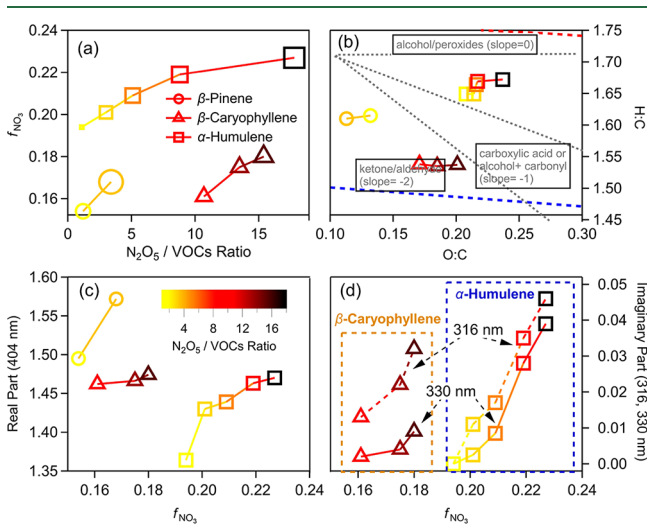 (a)
0.24
0.22
0.20
0.18
0.16
f NO3
β-Pinene
β-Caryophyllene
α-Humulene
0 5 10 15
N2O5 / VOCs Ratio
(b)
alcohol/peroxides (slope=0)
ketone/aldehyde
(slope= -2)
carboxylic acid or
alcohol+ carbonyl
(slope= -1)
1.75
1.70
1.65
1.60
1.55
1.50
1.45
H:C
0.10 0.15 0.20 0.25 0.30
O:C
(c)
1.60
1.55
1.50
1.45
1.40
1.35
Real Part (404 nm)
4 8 12 16
N2O5 / VOCs Ratio
0.16 0.18 0.20 0.22 0.24
f NO3
(d)
α-Humulene
β-Caryophyllene
316 nm
330 nm
0.05
0.04
0.03
0.02
0.01
0.00
Imaginary Part (316, 330 nm)
0.16 0.18 0.20 0.22 0.24
f NO3